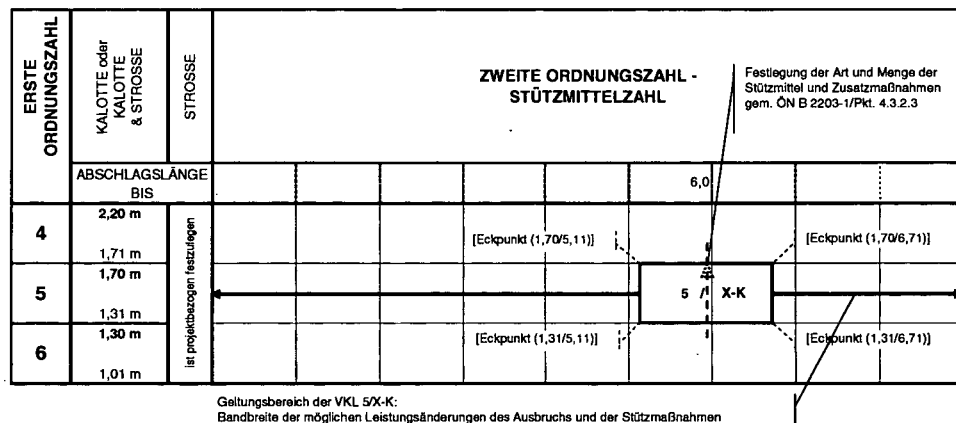 ERSTE
ORDNUNGSZAHL
KALOTTE oder
KALOTTE
& STROSSE
STROSSE
ZWEITE ORDNUNGSZAHL -
STÜTZMITTELZAHL
Festlegung der Art und Menge der
Stützmittel und Zusatzmaßnahmen
gem. ÖN B 2203-1/Pkt. 4.3.2.3
ABSCHLAGSLÄNGE
BIS
6,0
4
2,20 m
1,71 m
ist projektbezogen festzulegen
[Eckpunkt (1,70/5,11)]
[Eckpunkt (1,70/6,71)]
5
1,70 m
1,31 m
5 / X-K
6
1,30 m
1,01 m
[Eckpunkt (1,31/5,11)]
[Eckpunkt (1,31/6,71)]
Geltungsbereich der VKL 5/X-K:
Bandbreite der möglichen Leistungsänderungen des Ausbruchs und der Stützmaßnahmen